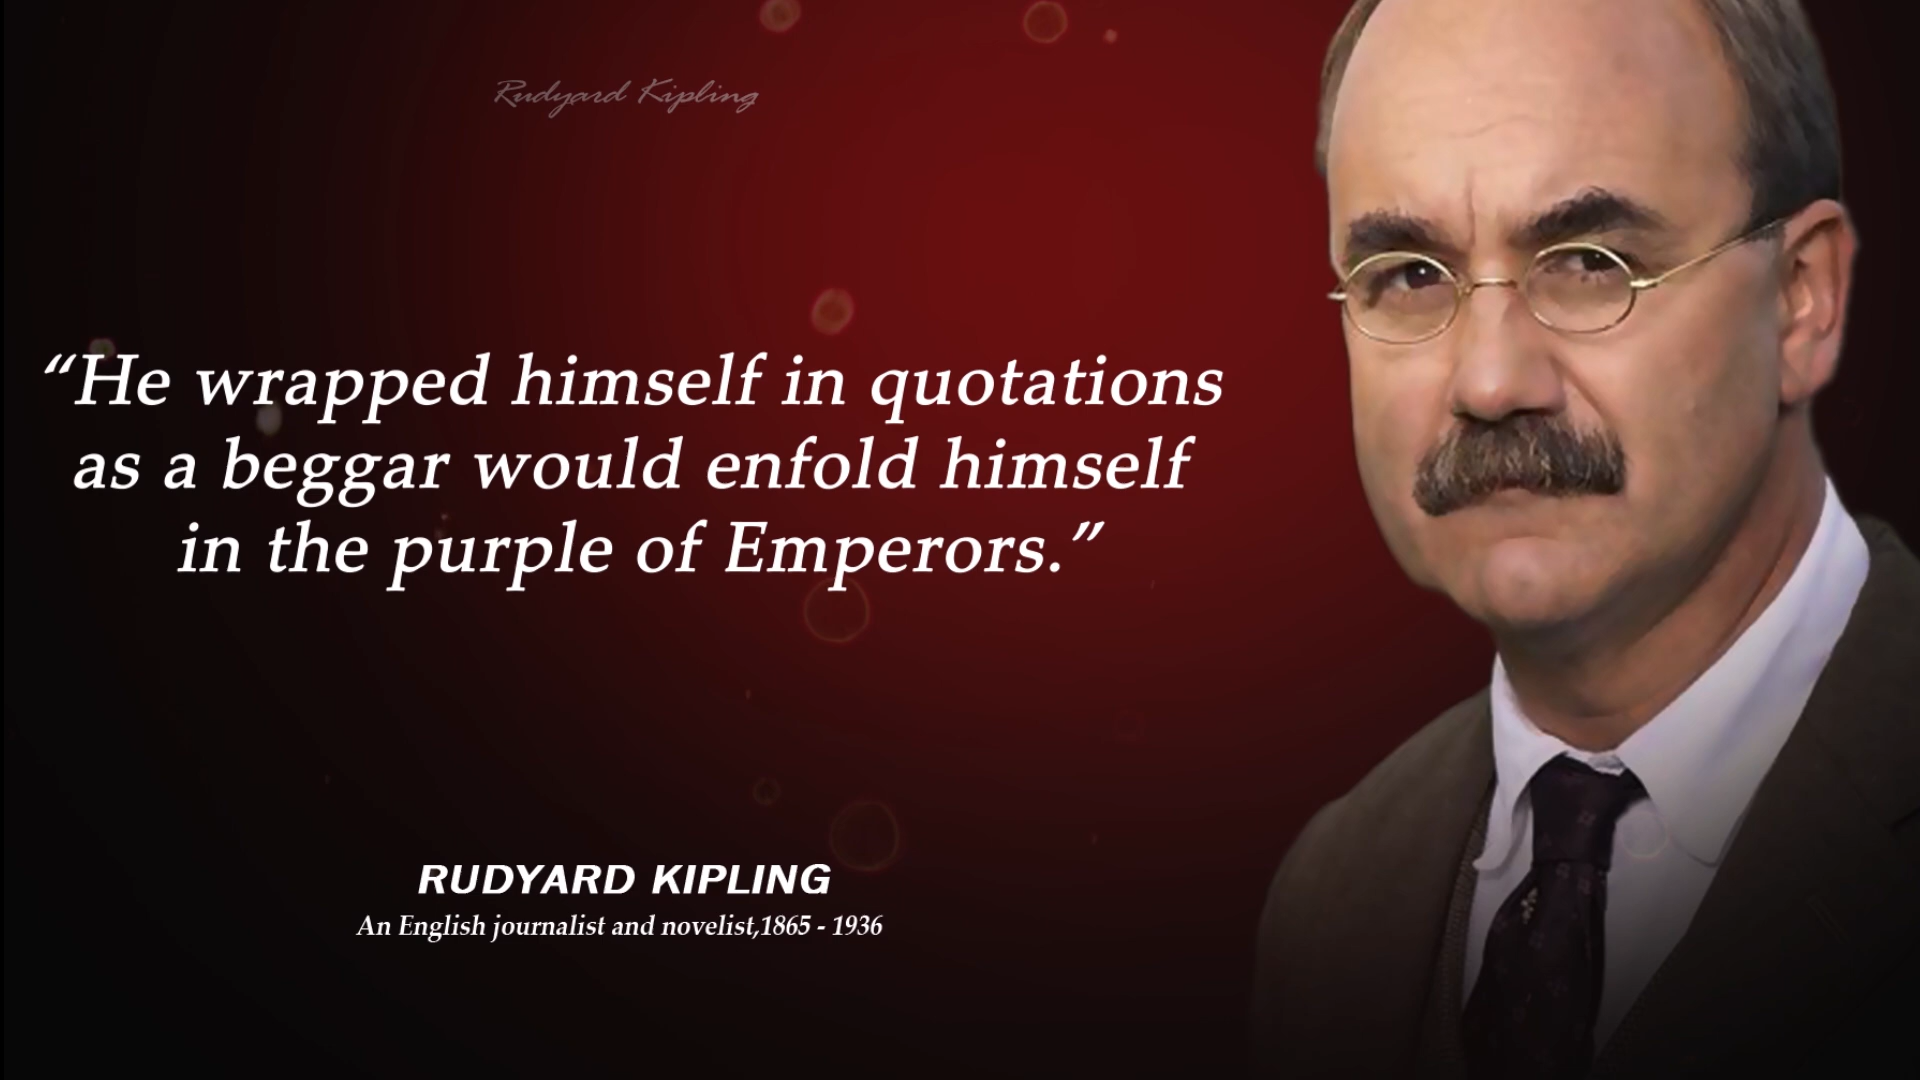 Rudyard Kipling
“He wrapped himself in quotations
as a beggar would enfold himself
in the purple of Emperors.”
RUDYARD KIPLING
An English journalist and novelist,1865 - 1936